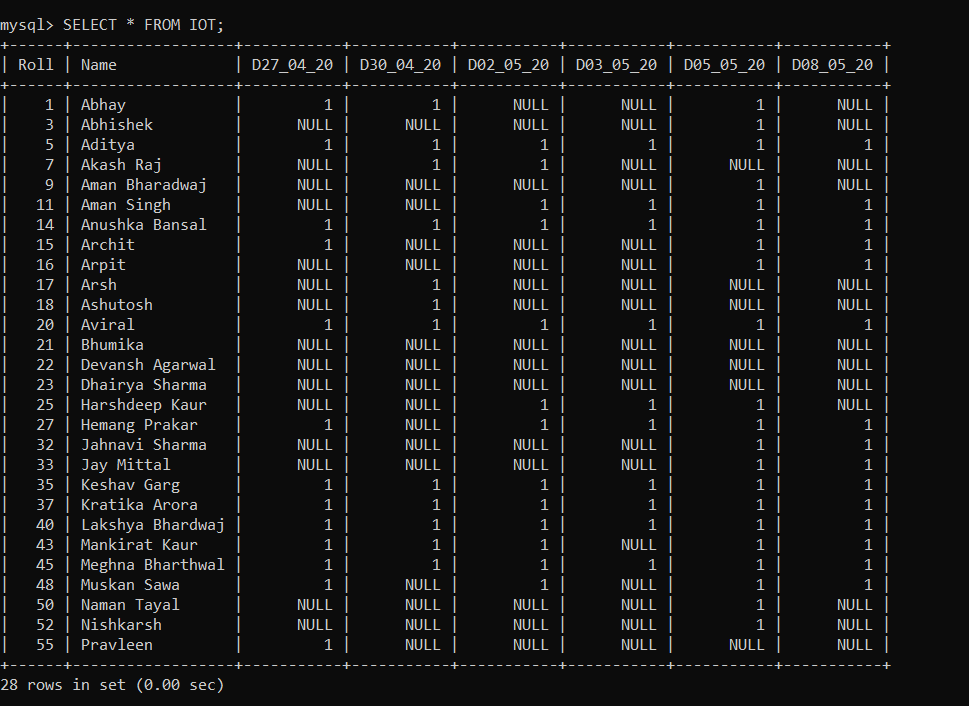 mysql> SELECT * FROM IOT;
+------+------------------+-----------+-----------+-----------+-----------+-----------+-----------+
| Roll | Name             | D27_04_20 | D30_04_20 | D02_05_20 | D03_05_20 | D05_05_20 | D08_05_20 |
+------+------------------+-----------+-----------+-----------+-----------+-----------+-----------+
|    1 | Abhay            |         1 |         1 |      NULL |      NULL |         1 |      NULL |
|    3 | Abhishek         |      NULL |      NULL |      NULL |      NULL |         1 |      NULL |
|    5 | Aditya           |         1 |         1 |         1 |         1 |         1 |         1 |
|    7 | Akash Raj        |      NULL |         1 |         1 |      NULL |      NULL |      NULL |
|    9 | Aman Bharadwaj   |      NULL |      NULL |      NULL |      NULL |         1 |      NULL |
|   11 | Aman Singh       |      NULL |      NULL |         1 |         1 |         1 |         1 |
|   14 | Anushka Bansal   |         1 |         1 |         1 |         1 |         1 |         1 |
|   15 | Archit           |         1 |      NULL |      NULL |      NULL |         1 |         1 |
|   16 | Arpit            |      NULL |      NULL |      NULL |      NULL |         1 |         1 |
|   17 | Arsh             |      NULL |         1 |      NULL |      NULL |      NULL |      NULL |
|   18 | Ashutosh         |      NULL |         1 |      NULL |      NULL |      NULL |      NULL |
|   20 | Aviral           |         1 |         1 |         1 |         1 |         1 |         1 |
|   21 | Bhumika          |      NULL |      NULL |      NULL |      NULL |      NULL |      NULL |
|   22 | Devansh Agarwal  |      NULL |      NULL |      NULL |      NULL |      NULL |      NULL |
|   23 | Dhairya Sharma   |      NULL |      NULL |      NULL |      NULL |      NULL |      NULL |
|   25 | Harshdeep Kaur   |      NULL |      NULL |         1 |         1 |         1 |      NULL |
|   27 | Hemang Prakar    |         1 |      NULL |         1 |         1 |         1 |         1 |
|   32 | Jahnavi Sharma   |      NULL |      NULL |      NULL |      NULL |         1 |         1 |
|   33 | Jay Mittal       |      NULL |      NULL |      NULL |      NULL |         1 |         1 |
|   35 | Keshav Garg      |         1 |         1 |         1 |         1 |         1 |         1 |
|   37 | Kratika Arora    |         1 |         1 |         1 |         1 |         1 |         1 |
|   40 | Lakshya Bhardwaj |         1 |         1 |         1 |         1 |         1 |         1 |
|   43 | Mankirat Kaur    |         1 |         1 |         1 |      NULL |         1 |         1 |
|   45 | Meghna Bharthwal |         1 |         1 |         1 |         1 |         1 |         1 |
|   48 | Muskan Sawa      |         1 |      NULL |         1 |      NULL |         1 |         1 |
|   50 | Naman Tayal      |      NULL |      NULL |      NULL |      NULL |         1 |      NULL |
|   52 | Nishkarsh        |      NULL |      NULL |      NULL |      NULL |         1 |      NULL |
|   55 | Pravleen         |         1 |      NULL |      NULL |      NULL |      NULL |      NULL |
+------+------------------+-----------+-----------+-----------+-----------+-----------+-----------+
28 rows in set (0.00 sec)